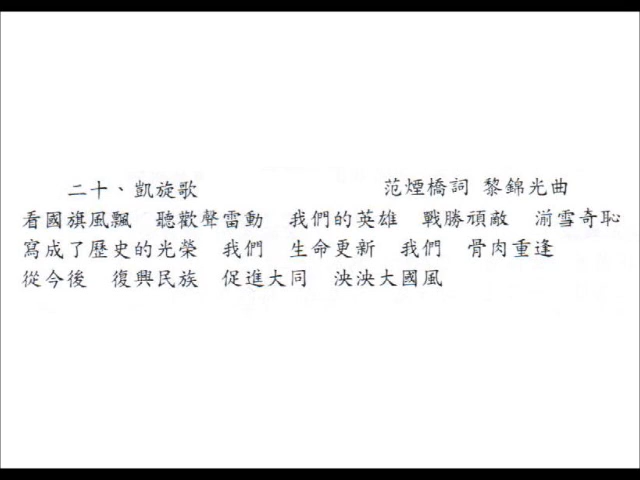 二十、凱旋歌 范煙橋詞 黎錦光曲
看國旗風飄 聽歡聲雷動 我們的英雄 戰勝頑敵 湔雪奇恥
寫成了歷史的光榮 我們 生命更新 我們 骨肉重逢
從今後 復興民族 促進大同 泱泱大國風